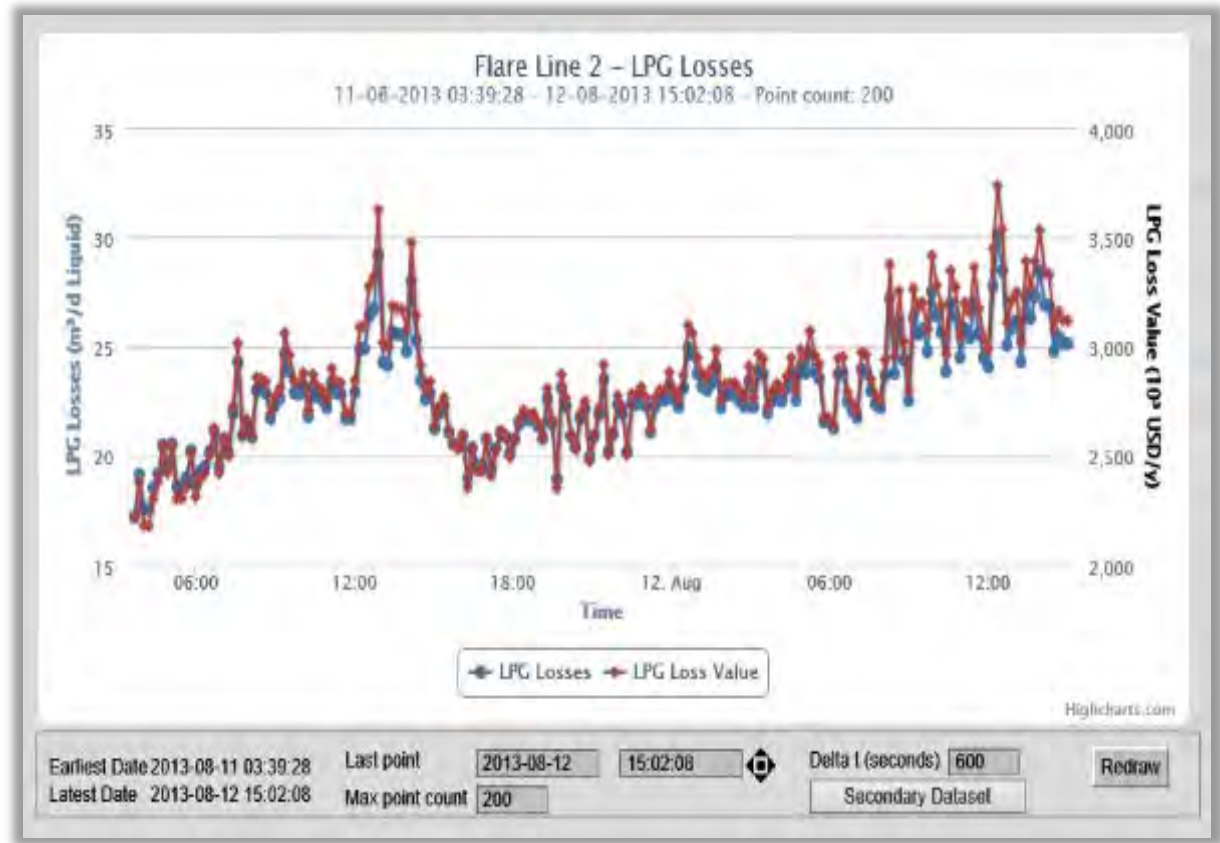 Flare Line 2 – LPG Losses
11-08-2013 03:39:28 - 12-08-2013 15:02:08 - Point count: 200
35
30
25
20
15
LPG Losses (m³/d Liquid)
4,000
3,500
3,000
2,500
2,000
LPG Loss Value (10³ USD/y)
06:00 12:00 18:00 12. Aug 06:00 12:00
Time
LPG Losses LPG Loss Value
Highcharts.com
Earliest Date 2013-08-11 03:39:28
Latest Date 2013-08-12 15:02:08
Last point 2013-08-12 15:02:08
Max point count 200
Delta t (seconds) 600
Secondary Dataset
Redraw